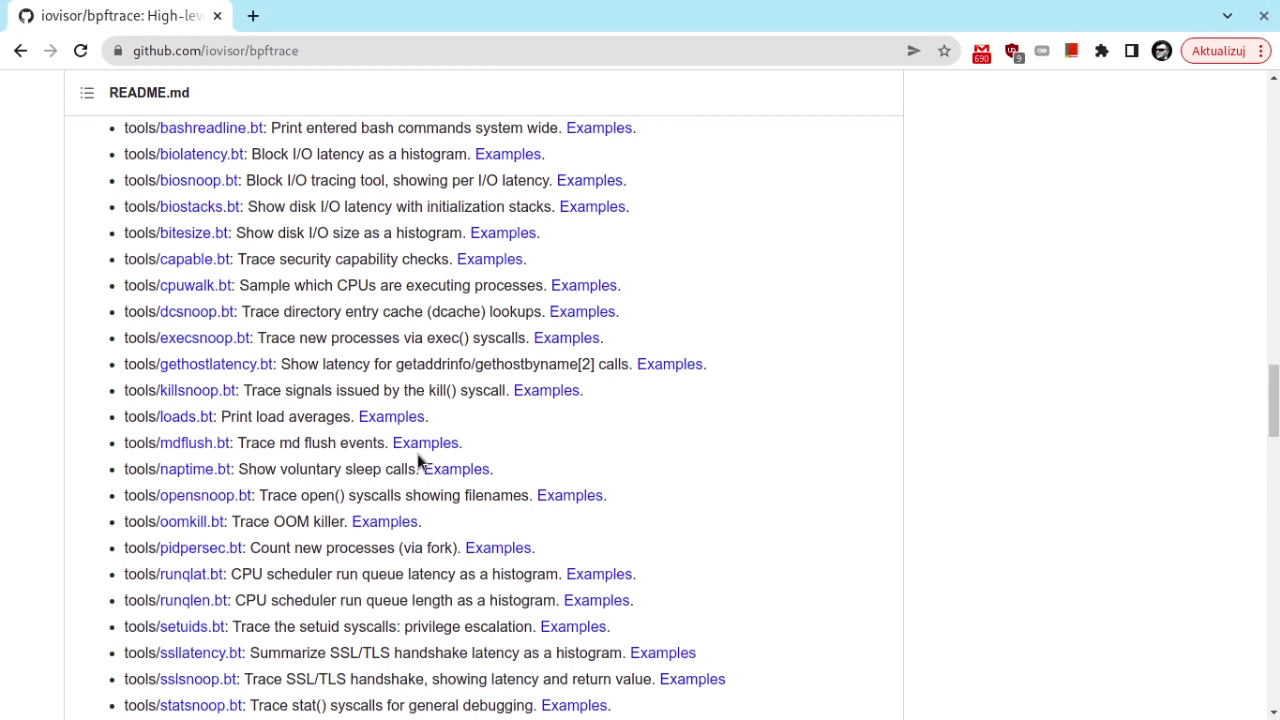 iovisor/bpftrace: High-lev
github.com/iovisor/bpftrace
690
9
Aktualizuj
README.md
tools/bashreadline.bt: Print entered bash commands system wide. Examples.
tools/biolatency.bt: Block I/O latency as a histogram. Examples.
tools/biosnoop.bt: Block I/O tracing tool, showing per I/O latency. Examples.
tools/biostacks.bt: Show disk I/O latency with initialization stacks. Examples.
tools/bitesize.bt: Show disk I/O size as a histogram. Examples.
tools/capable.bt: Trace security capability checks. Examples.
tools/cpuwalk.bt: Sample which CPUs are executing processes. Examples.
tools/dcsnoop.bt: Trace directory entry cache (dcache) lookups. Examples.
tools/execsnoop.bt: Trace new processes via exec() syscalls. Examples.
tools/gethostlatency.bt: Show latency for getaddrinfo/gethostbyname[2] calls. Examples.
tools/killsnoop.bt: Trace signals issued by the kill() syscall. Examples.
tools/loads.bt: Print load averages. Examples.
tools/mdflush.bt: Trace md flush events. Examples.
tools/naptime.bt: Show voluntary sleep calls. Examples.
tools/opensnoop.bt: Trace open() syscalls showing filenames. Examples.
tools/oomkill.bt: Trace OOM killer. Examples.
tools/pidpersec.bt: Count new processes (via fork). Examples.
tools/runqlat.bt: CPU scheduler run queue latency as a histogram. Examples.
tools/runqlen.bt: CPU scheduler run queue length as a histogram. Examples.
tools/setuids.bt: Trace the setuid syscalls: privilege escalation. Examples.
tools/ssllatency.bt: Summarize SSL/TLS handshake latency as a histogram. Examples
tools/sslsnoop.bt: Trace SSL/TLS handshake, showing latency and return value. Examples
tools/statsnoop.bt: Trace stat() syscalls for general debugging. Examples.